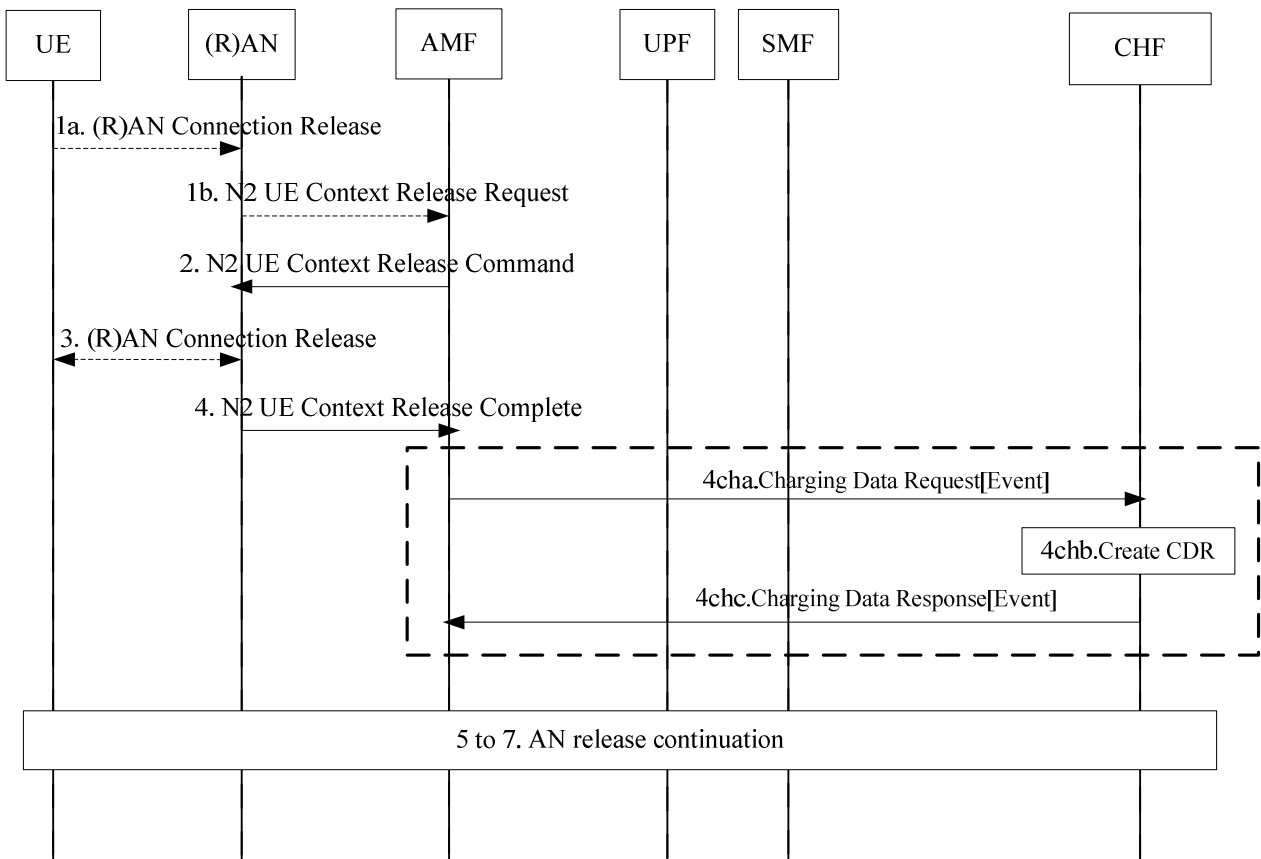 UE
(R)AN
AMF
UPF
SMF
CHF
1a. (R)AN Connection Release
1b. N2 UE Context Release Request
2. N2 UE Context Release Command
3. (R)AN Connection Release
4. N2 UE Context Release Complete
4cha.Charging Data Request[Event]
4chb.Create CDR
4chc.Charging Data Response[Event]
5 to 7. AN release continuation